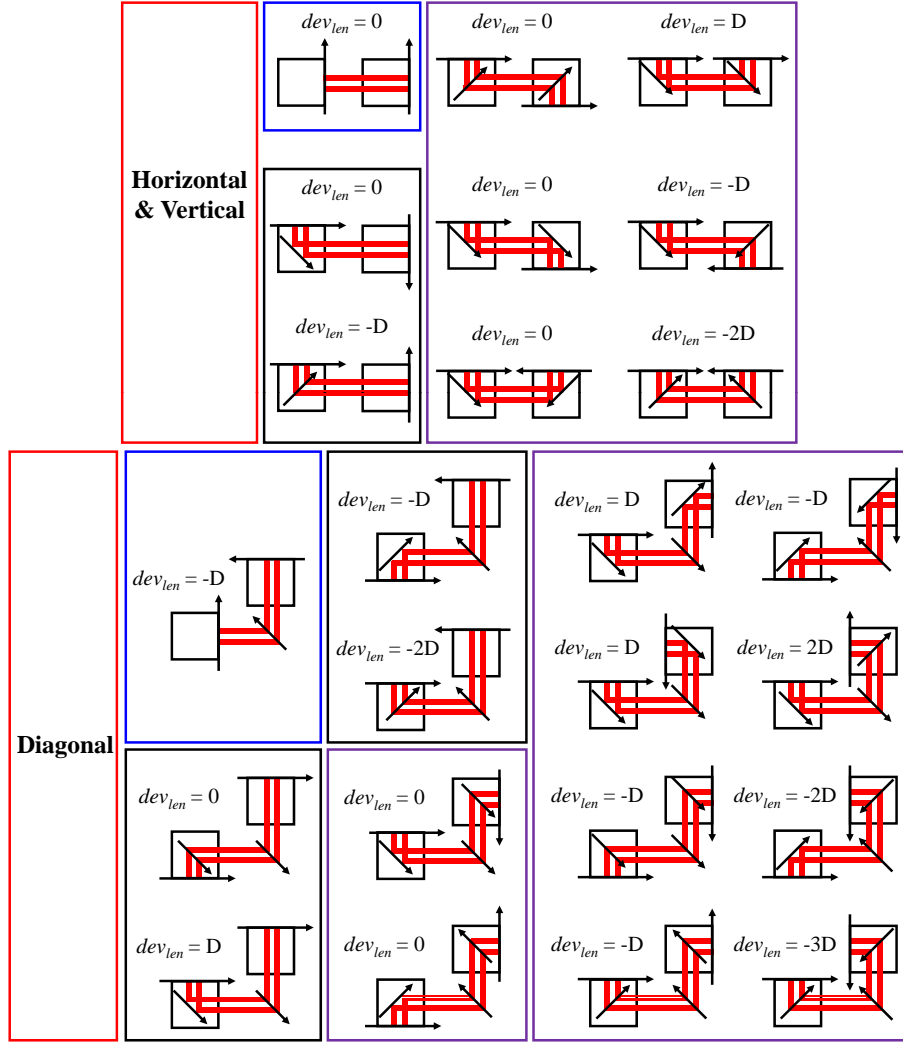 dev_len = 0
dev_len = 0
dev_len = D
Horizontal
& Vertical
dev_len = 0
dev_len = 0
dev_len = -D
dev_len = -D
dev_len = 0
dev_len = -2D
Diagonal
dev_len = -D
dev_len = -D
dev_len = -2D
dev_len = D
dev_len = -D
dev_len = D
dev_len = 2D
dev_len = 0
dev_len = D
dev_len = 0
dev_len = 0
dev_len = -D
dev_len = -2D
dev_len = -D
dev_len = -3D